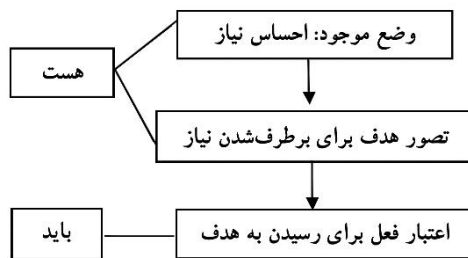 وضع موجود: احساس نیاز
هست
تصور هدف برای برطرف‌شدن نیاز
اعتبار فعل برای رسیدن به هدف
باید